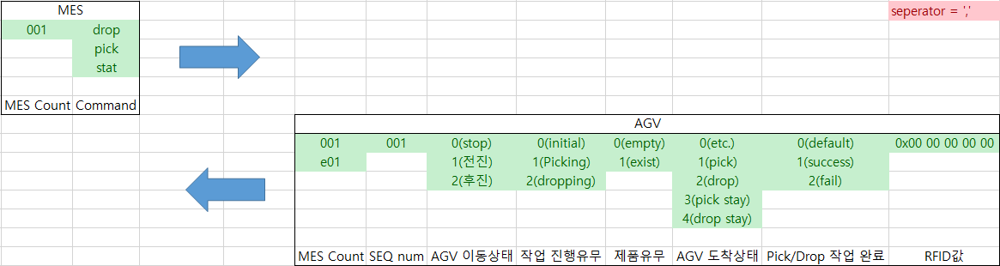 MES
seperator = ','
001 drop
pick
stat
MES Count Command
AGV
001 001 0(stop) 0(initial) 0(empty) 0(etc.) 0(default) 0x00 00 00 00 00
e01 1(전진) 1(Picking) 1(exist) 1(pick) 1(success)
2(후진) 2(dropping) 2(drop) 2(fail)
3(pick stay)
4(drop stay)
MES Count SEQ num AGV 이동상태 작업 진행유무 제품유무 AGV 도착상태 Pick/Drop 작업 완료 RFID값